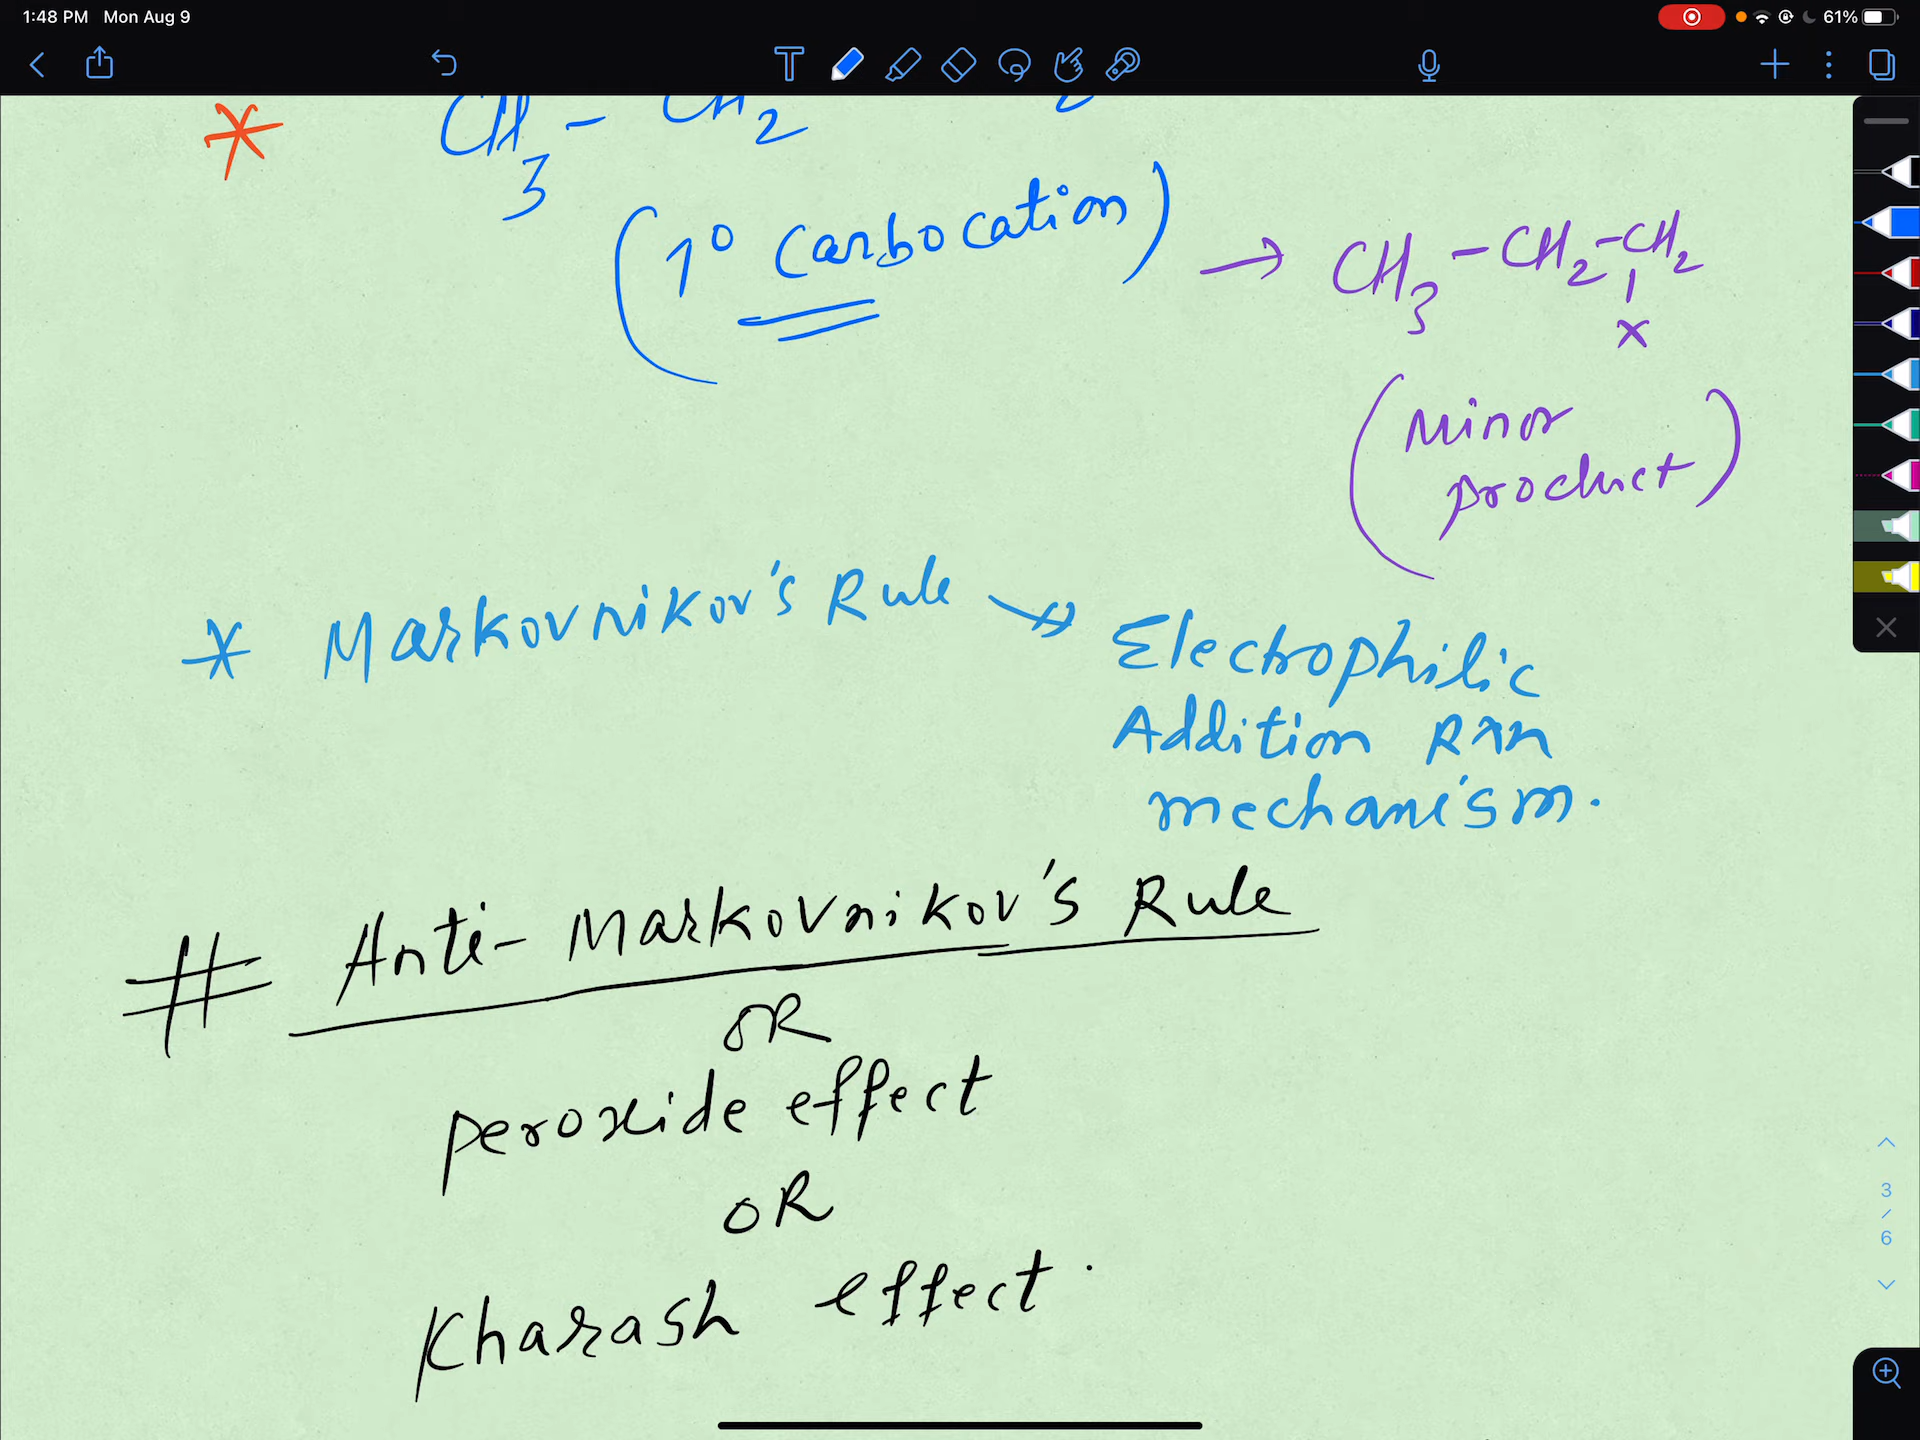 1:48 PM Mon Aug 9
61%
CH3 - CH2
(1° Carbocation) → CH3 - CH2 - CH2
x
(Minor
product)
* Markovnikov's Rule → Electrophilic
Addition Rxn
mechanism.
# Anti- Markovnikov's Rule
OR
peroxide effect
OR
Kharash effect.
3
/
6